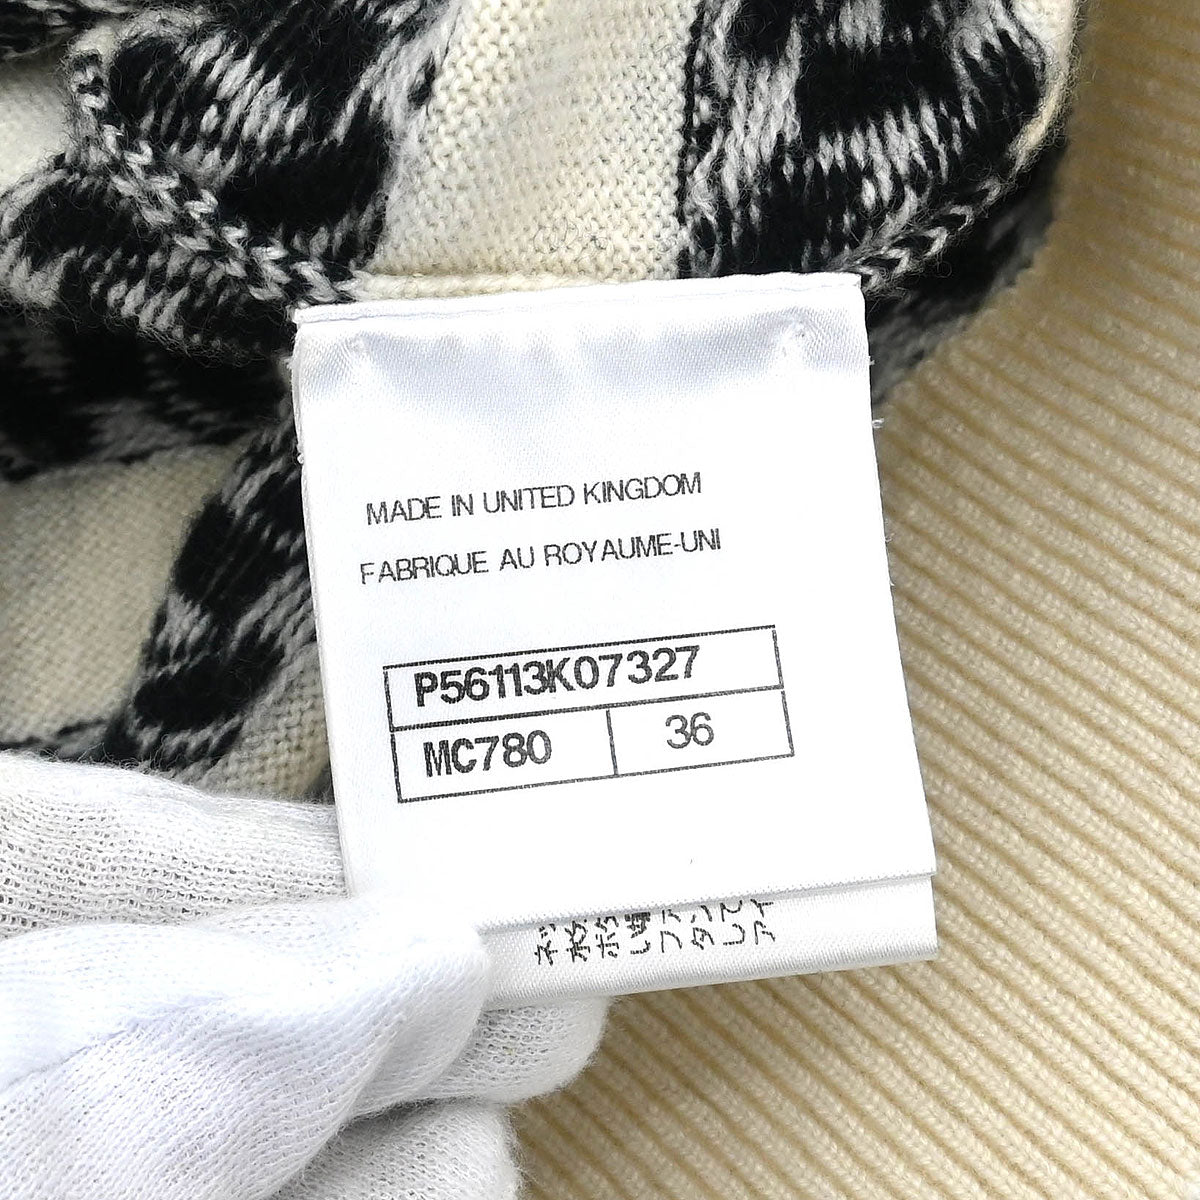 MADE IN UNITED KINGDOM
FABRIQUE AU ROYAUME-UNI
P56113K07327
MC780 36